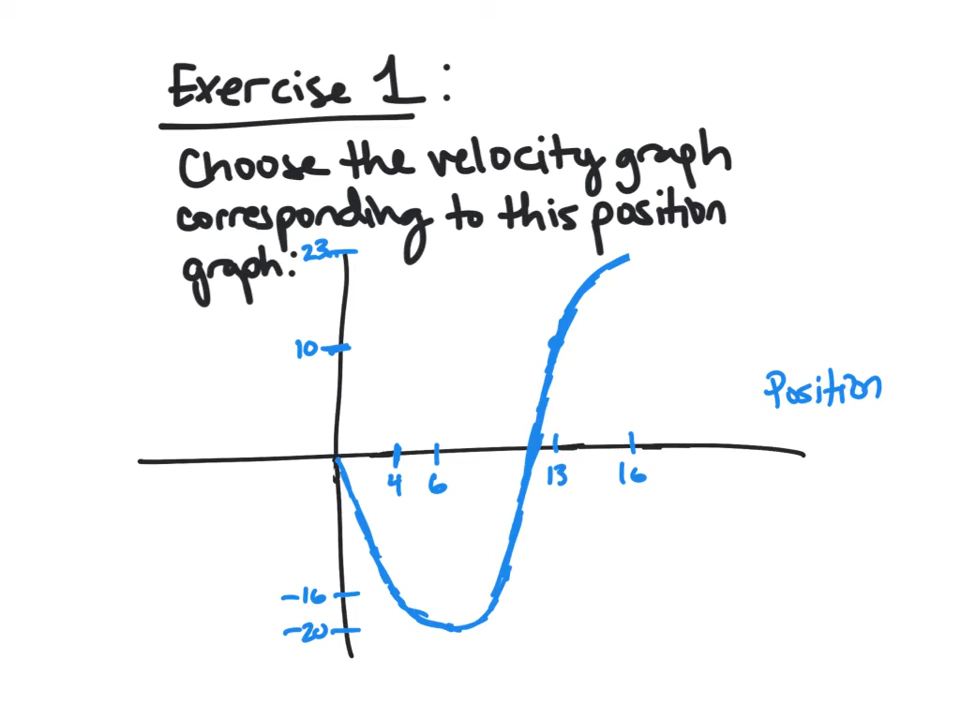 Exercise 1:
Choose the velocity graph
corresponding to this position
graph:
23
10
Position
4 6 13 16
-16
-20